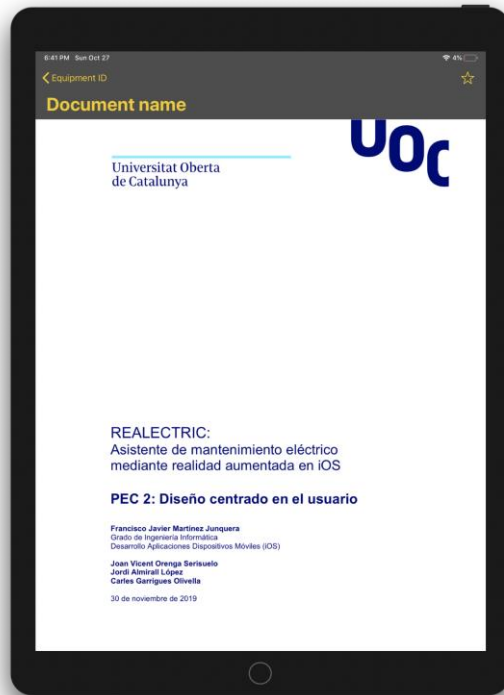 6:41 PM Sun Oct 27
4%
Equipment ID
Document name
UOC
Universitat Oberta
de Catalunya
REALECTRIC:
Asistente de mantenimiento eléctrico
mediante realidad aumentada en iOS
PEC 2: Diseño centrado en el usuario
Francisco Javier Martínez Junquera
Grado de Ingeniería Informática
Desarrollo Aplicaciones Dispositivos Móviles (iOS)
Joan Vicent Orenga Serisuelo
Jordi Almirall López
Carles Garrigues Olivella
30 de noviembre de 2019